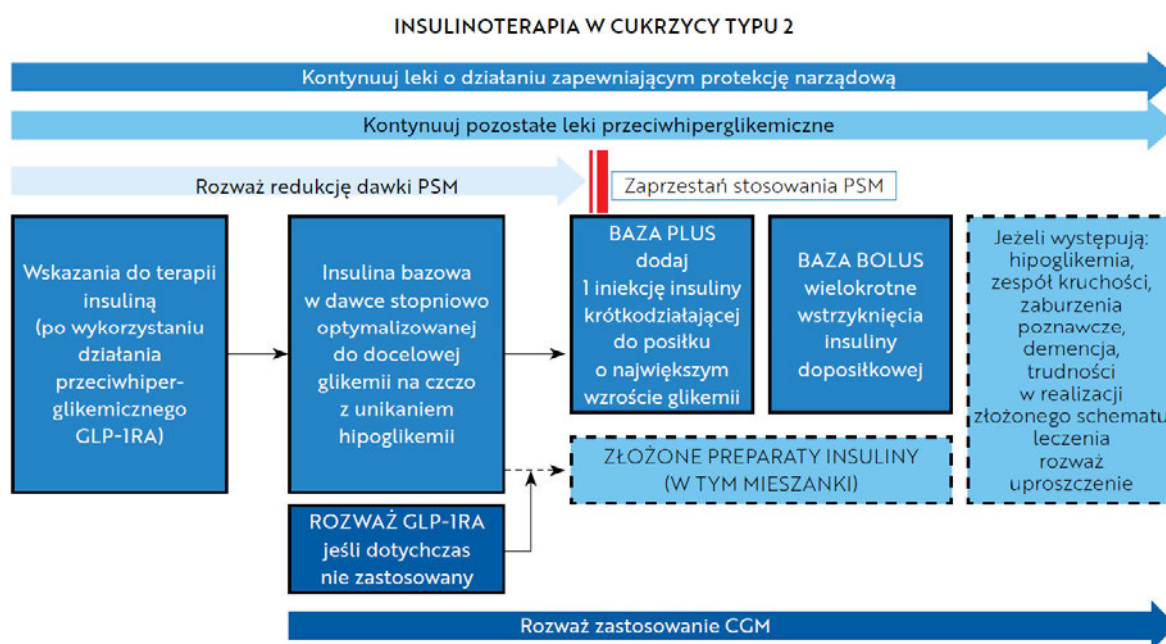 INSULINOTERAPIA W CUKRZYCY TYPU 2
Kontynuuj leki o działaniu zapewniającym protekcję narządową
Kontynuuj pozostałe leki przeciwhiperglikemiczne
Rozważ redukcję dawki PSM
Zaprzestań stosowania PSM
Wskazania do terapii
insuliną
(po wykorzystaniu
działania
przeciwhiper-
glikemicznego
GLP-1RA)
Insulina bazowa
w dawce stopniowo
optymalizowanej
do docelowej
glikemii na czczo
z unikaniem
hipoglikemii
BAZA PLUS
dodaj
1 iniekcję insuliny
krótkodziałającej
do posiłku
o największym
wzroście glikemii
BAZA BOLUS
wielokrotne
wstrzyknięcia
insuliny
doposiłkowej
Jeżeli występują:
hipoglikemia,
zespół kruchości,
zaburzenia
poznawcze,
demencja,
trudności
w realizacji
złożonego schematu
leczenia
rozważ
uproszczenie
ZŁOŻONE PREPARATY INSULINY
(W TYM MIESZANKI)
ROZWAŻ GLP-1RA
jeśli dotychczas
nie zastosowany
Rozważ zastosowanie CGM